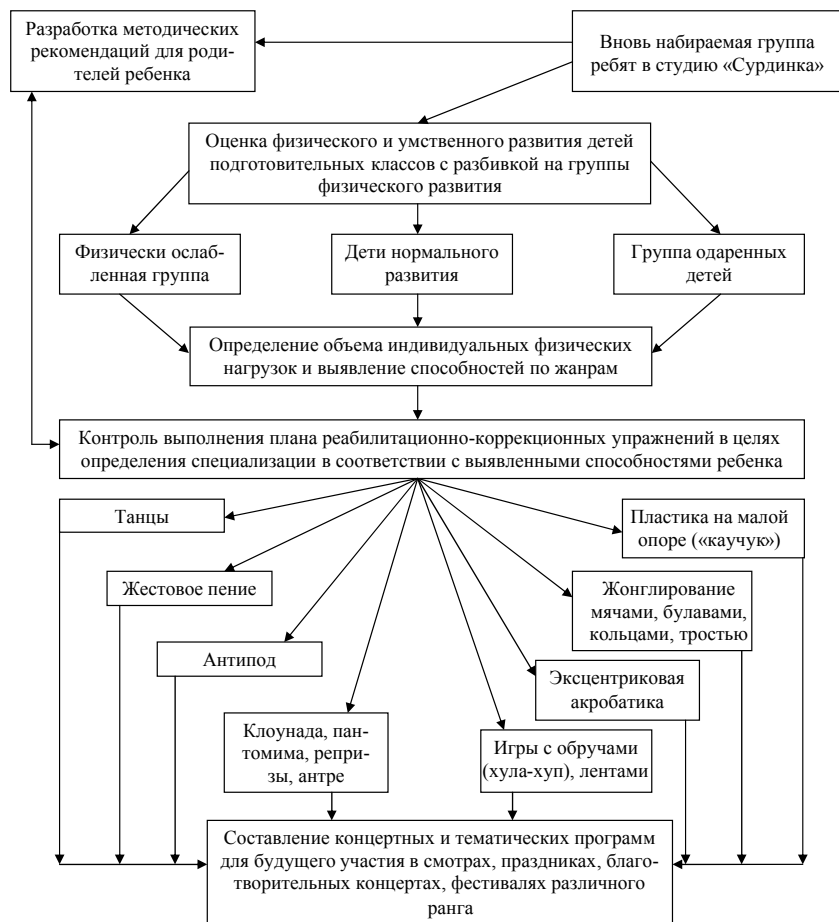 Разработка методических
рекомендаций для роди-
телей ребенка
Вновь набираемая группа
ребят в студию «Сурдинка»
Оценка физического и умственного развития детей
подготовительных классов с разбивкой на группы
физического развития
Физически ослаб-
ленная группа
Дети нормального
развития
Группа одаренных
детей
Определение объема индивидуальных физических
нагрузок и выявление способностей по жанрам
Контроль выполнения плана реабилитационно-коррекционных упражнений в целях
определения специализации в соответствии с выявленными способностями ребенка
Танцы
Пластика на малой
опоре («каучук»)
Жестовое пение
Жонглирование
мячами, булавами,
кольцами, тростью
Антипод
Эксцентриковая
акробатика
Клоунада, пан-
томима, репри-
зы, антре
Игры с обручами
(хула-хуп), лентами
Составление концертных и тематических программ
для будущего участия в смотрах, праздниках, благо-
творительных концертах, фестивалях различного
ранга